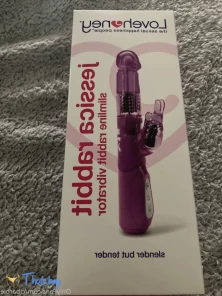 Lovehoney
the sexual happiness people
jessica rabbit
slimline rabbit vibrator
slender but tender